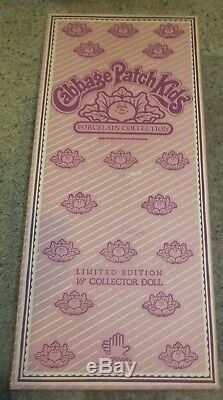 Cabbage Patch Kids
PORCELAIN COLLECTION
LIMITED EDITION
16" COLLECTOR DOLL